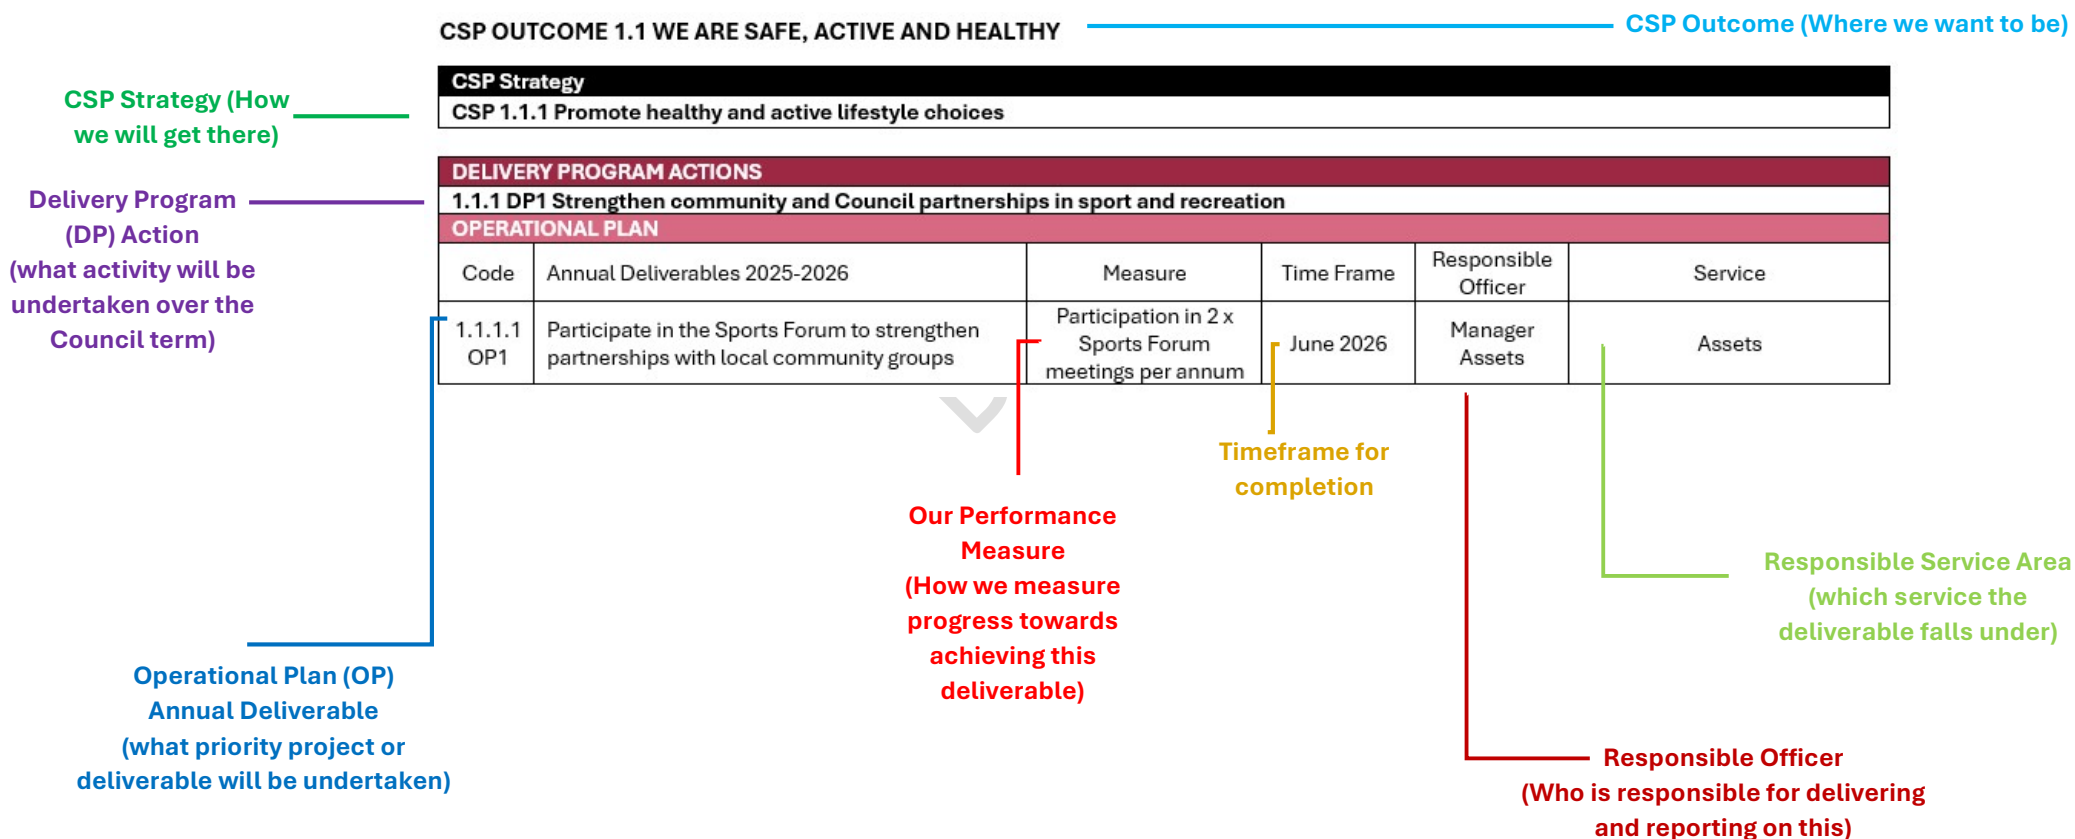 CSP OUTCOME 1.1 WE ARE SAFE, ACTIVE AND HEALTHY
CSP Outcome (Where we want to be)
CSP Strategy
CSP 1.1.1 Promote healthy and active lifestyle choices
CSP Strategy (How
we will get there)
DELIVERY PROGRAM ACTIONS
1.1.1 DP1 Strengthen community and Council partnerships in sport and recreation
OPERATIONAL PLAN
Delivery Program
(DP) Action
(what activity will be
undertaken over the
Council term)
Code
Annual Deliverables 2025-2026
Measure
Time Frame
Responsible
Officer
Service
1.1.1.1
OP1
Participate in the Sports Forum to strengthen
partnerships with local community groups
Participation in 2 x
Sports Forum
meetings per annum
June 2026
Manager
Assets
Assets
Timeframe for
completion
Our Performance
Measure
(How we measure
progress towards
achieving this
deliverable)
Responsible Service Area
(which service the
deliverable falls under)
Operational Plan (OP)
Annual Deliverable
(what priority project or
deliverable will be undertaken)
Responsible Officer
(Who is responsible for delivering
and reporting on this)